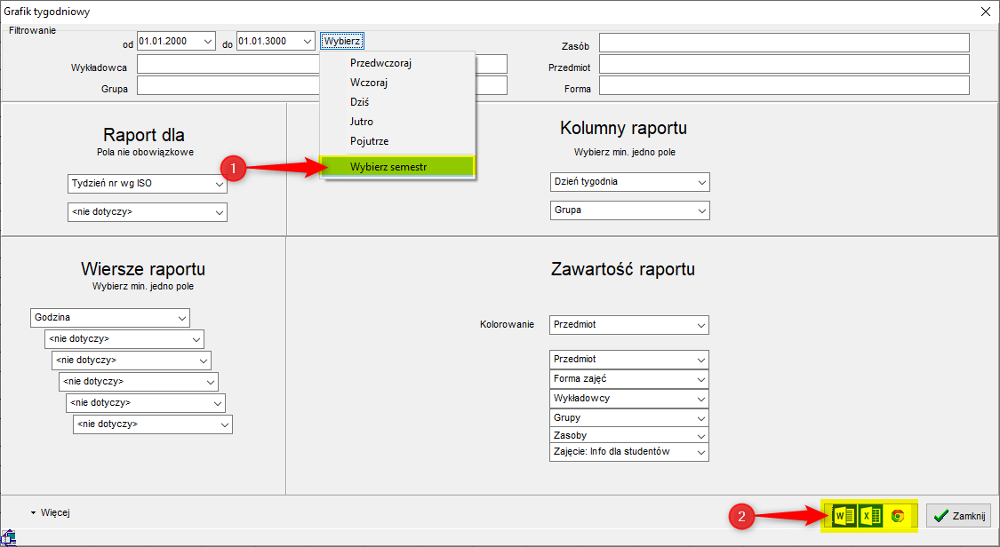 Grafik tygodniowy
Filtrowanie
od 01.01.2000 do 01.01.3000 Wybierz
Zasób
Wykładowca
Przedmiot
Grupa
Forma
Przedwczoraj
Wczoraj
Dziś
Jutro
Pojutrze
Wybierz semestr
1
Raport dla
Pola nie obowiązkowe
Tydzień nr wg ISO
<nie dotyczy>
Kolumny raportu
Wybierz min. jedno pole
Dzień tygodnia
Grupa
Wiersze raportu
Wybierz min. jedno pole
Godzina
<nie dotyczy>
<nie dotyczy>
<nie dotyczy>
<nie dotyczy>
<nie dotyczy>
Zawartość raportu
Kolorowanie Przedmiot
Przedmiot
Forma zajęć
Wykładowcy
Grupy
Zasoby
Zajęcie: Info dla studentów
Więcej
2
W X
Zamknij